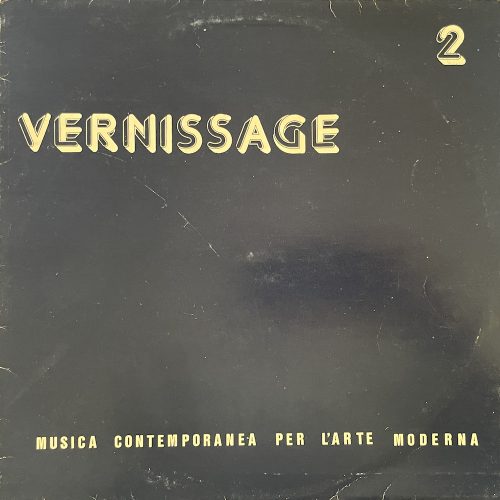 2
VERNISSAGE
MUSICA CONTEMPORANEA PER L'ARTE MODERNA